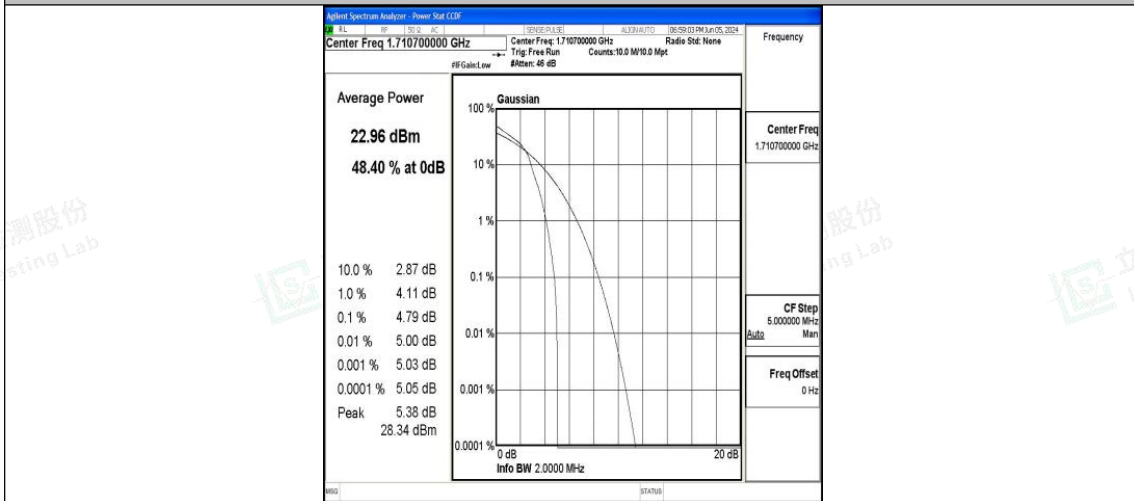 Agilent Spectrum Analyzer - Power Stat CCDF
RL RF 50 Ω AC SENSE:PULSE ALIGN AUTO 06:59:03 PM Jun 05, 2024
Center Freq 1.710700000 GHz
Center Freq: 1.710700000 GHz Radio Std: None
Trig: Free Run Counts:10.0 M/10.0 Mpt
#IFGain:Low #Atten: 46 dB
Frequency
Average Power
22.96 dBm
48.40 % at 0dB
10.0 % 2.87 dB
1.0 % 4.11 dB
0.1 % 4.79 dB
0.01 % 5.00 dB
0.001 % 5.03 dB
0.0001 % 5.05 dB
Peak 5.38 dB
28.34 dBm
Gaussian
100 %
10 %
1 %
0.1 %
0.01 %
0.001 %
0.0001 %
0 dB 20 dB
Info BW 2.0000 MHz
Center Freq
1.710700000 GHz
CF Step
5.000000 MHz
Auto Man
Freq Offset
0 Hz
MSG STATUS
测股份
sting Lab
股份
ng Lab
立